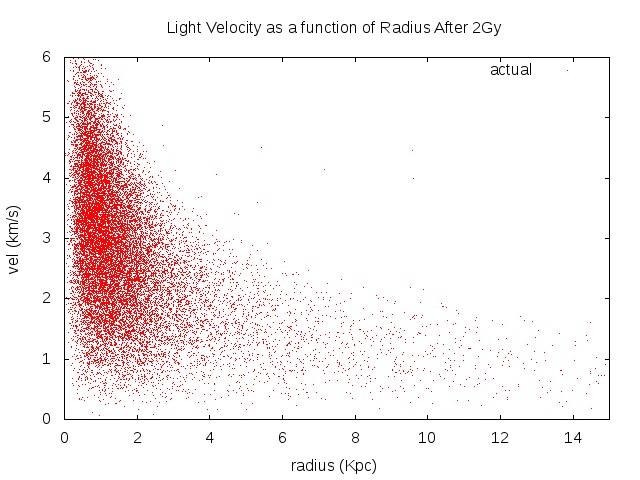 Light Velocity as a function of Radius After 2Gy
actual
6
5
4
3
2
1
0
vel (km/s)
0 2 4 6 8 10 12 14
radius (Kpc)